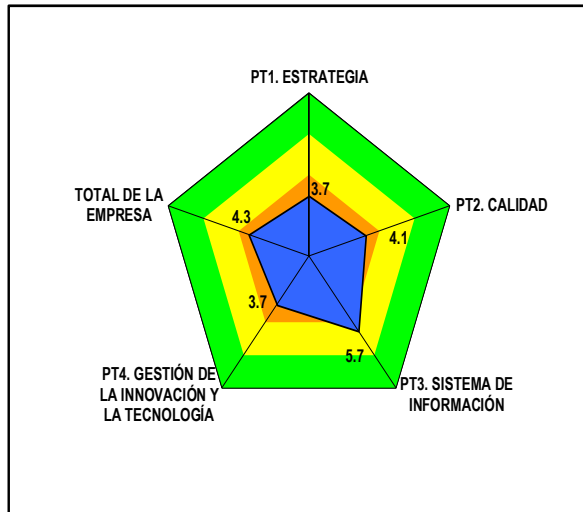 PT1. ESTRATEGIA
3.7
TOTAL DE LA
EMPRESA
4.3
4.1
PT2. CALIDAD
3.7
5.7
PT4. GESTIÓN DE
LA INNOVACIÓN Y
LA TECNOLOGÍA
PT3. SISTEMA DE
INFORMACIÓN